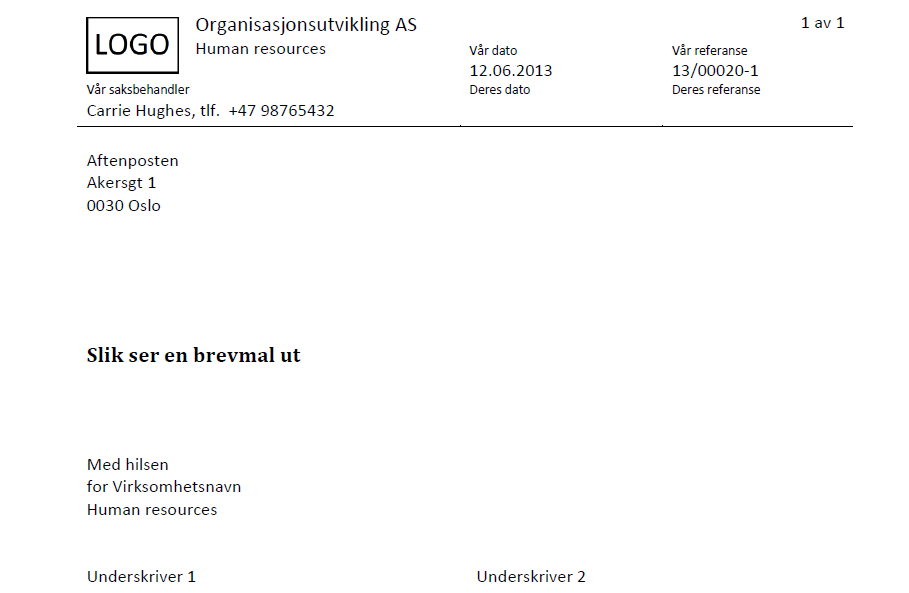 LOGO
Organisasjonsutvikling AS
1 av 1
Human resources
Vår dato
Vår referanse
12.06.2013
13/00020-1
Vår saksbehandler
Deres dato
Deres referanse
Carrie Hughes, tlf. +47 98765432
Aftenposten
Akersgt 1
0030 Oslo
Slik ser en brevmal ut
Med hilsen
for Virksomhetsnavn
Human resources
Underskriver 1
Underskriver 2